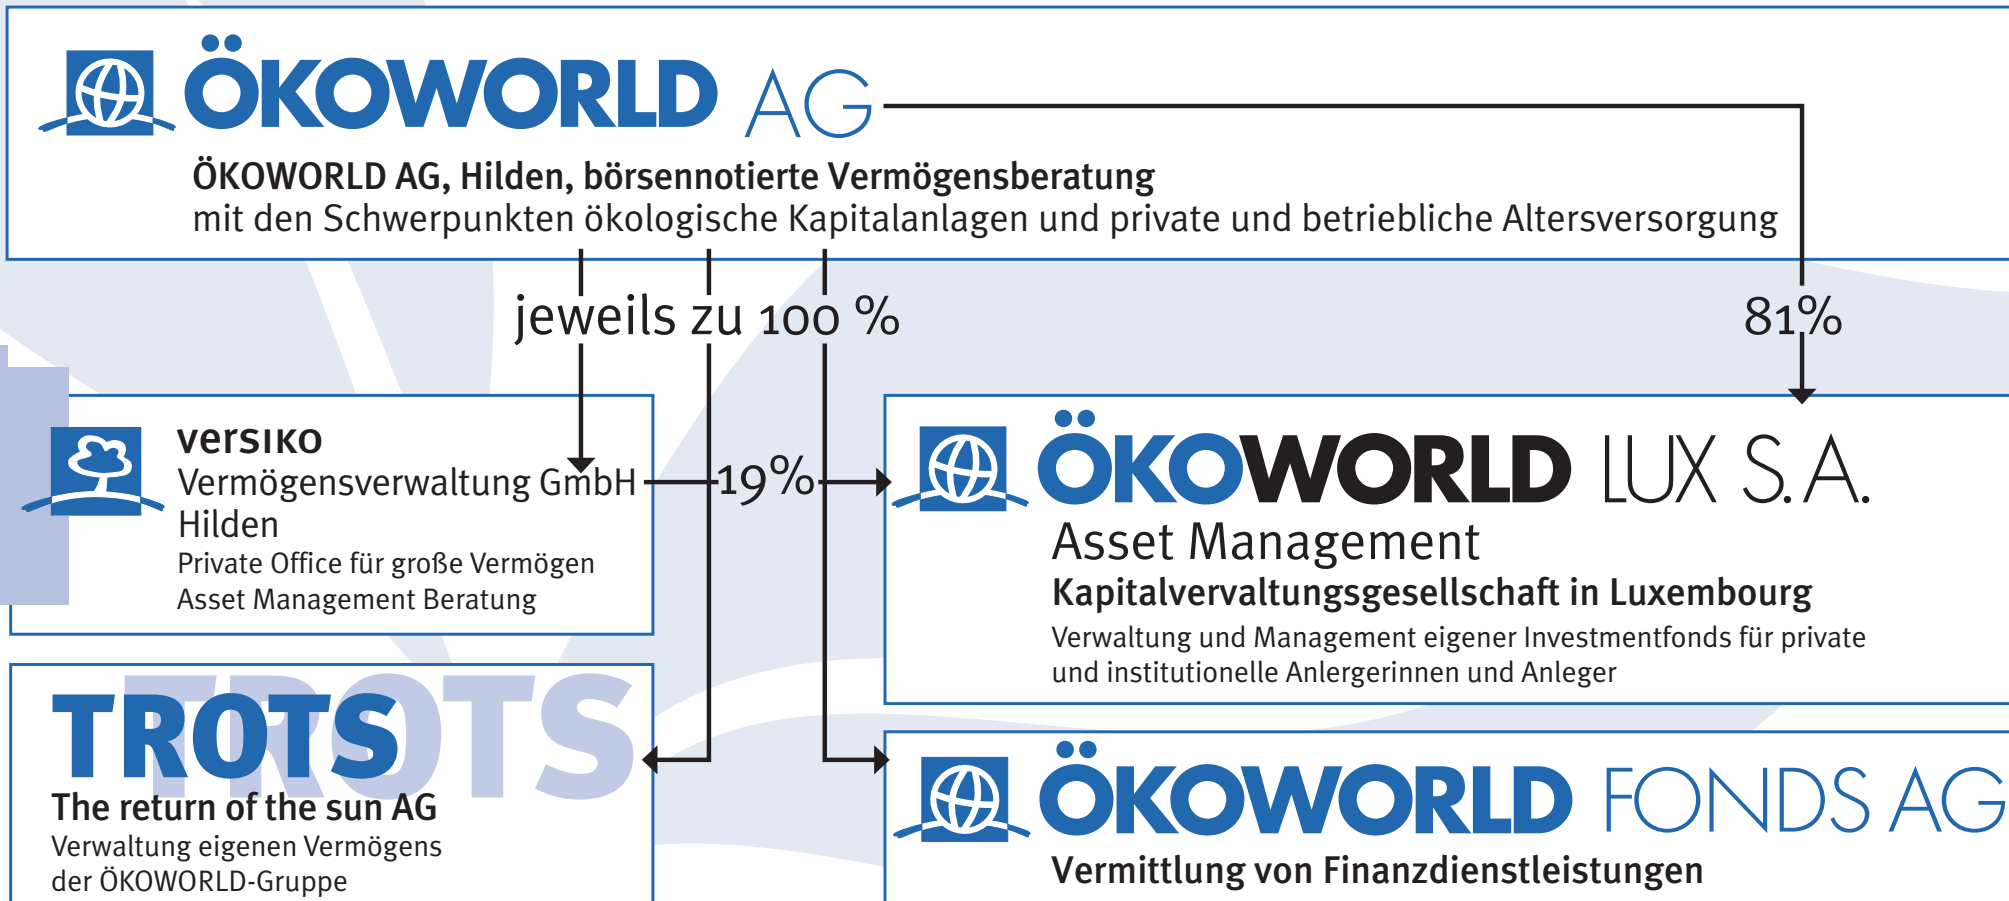 ÖKOWORLD AG
ÖKOWORLD AG, Hilden, börsennotierte Vermögensberatung
mit den Schwerpunkten ökologische Kapitalanlagen und private und betriebliche Altersversorgung
jeweils zu 100 %
81%
versiko
Vermögensverwaltung GmbH
Hilden
Private Office für große Vermögen
Asset Management Beratung
19%
ÖKOWORLD LUX S.A.
Asset Management
Kapitalvervaltungsgesellschaft in Luxembourg
Verwaltung und Management eigener Investmentfonds für private
und institutionelle Anlergerinnen und Anleger
TROTS
TROTS
The return of the sun AG
Verwaltung eigenen Vermögens
der ÖKOWORLD-Gruppe
ÖKOWORLD FONDS AG
Vermittlung von Finanzdienstleistungen